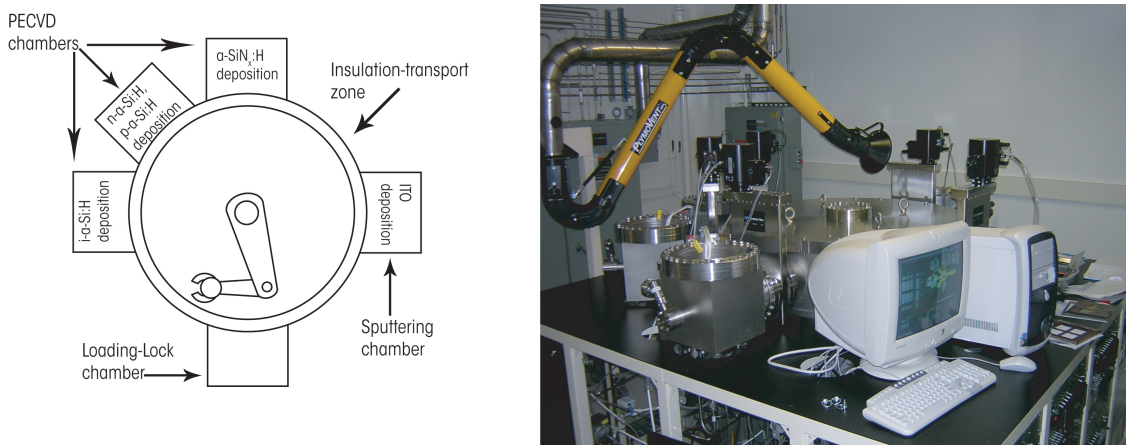 PECVD
chambers
α-SiNx:H
deposition
n-α-Si:H,
p-α-Si:H
deposition
i-α-Si:H
deposition
Insulation-transport
zone
ITO
deposition
Sputtering
chamber
Loading-Lock
chamber
PLYMOVENT